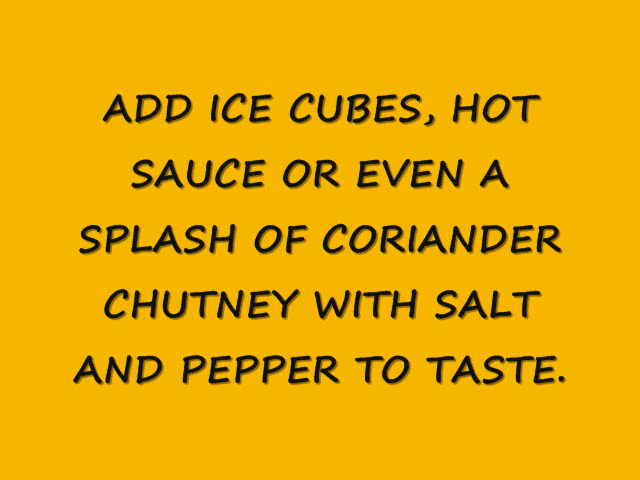 ADD ICE CUBES, HOT
SAUCE OR EVEN A
SPLASH OF CORIANDER
CHUTNEY WITH SALT
AND PEPPER TO TASTE.